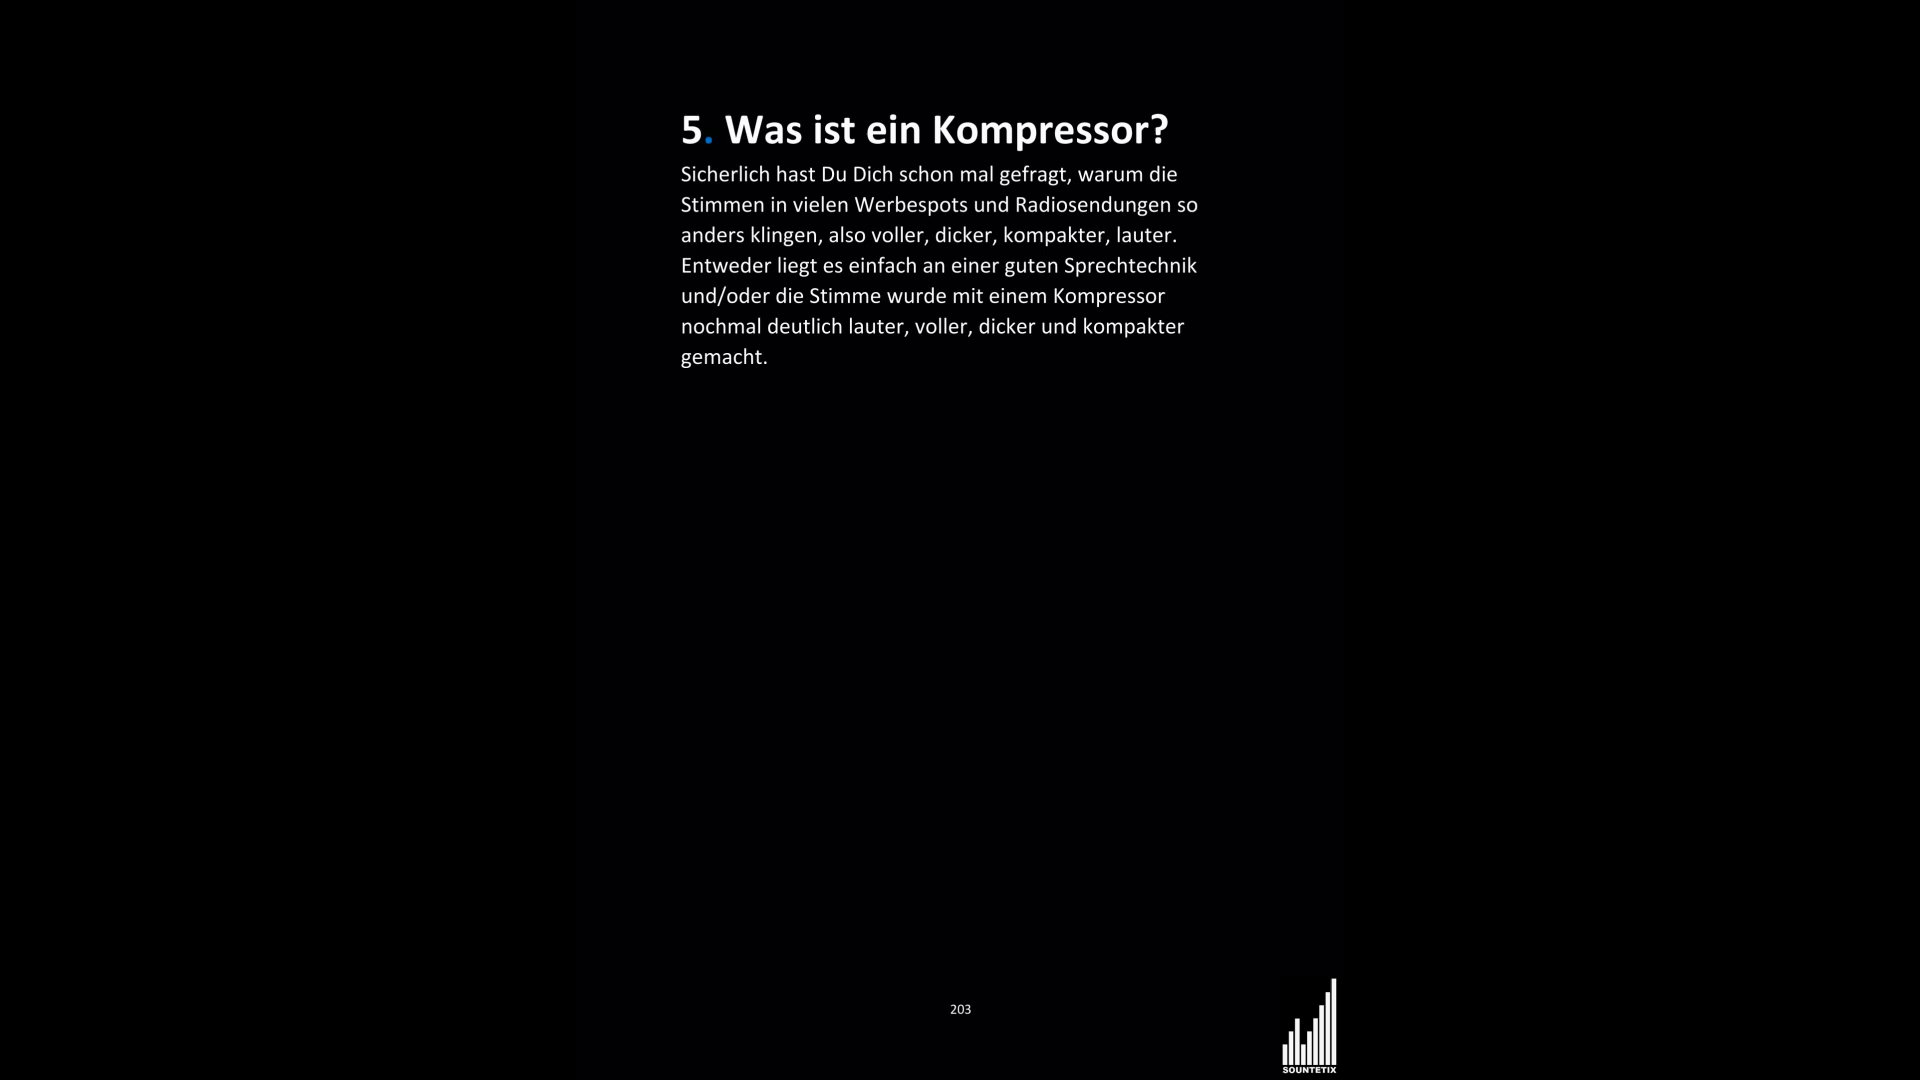 5. Was ist ein Kompressor?
Sicherlich hast Du Dich schon mal gefragt, warum die
Stimmen in vielen Werbespots und Radiosendungen so
anders klingen, also voller, dicker, kompakter, lauter.
Entweder liegt es einfach an einer guten Sprechtechnik
und/oder die Stimme wurde mit einem Kompressor
nochmal deutlich lauter, voller, dicker und kompakter
gemacht.
203
SOUNTETIX